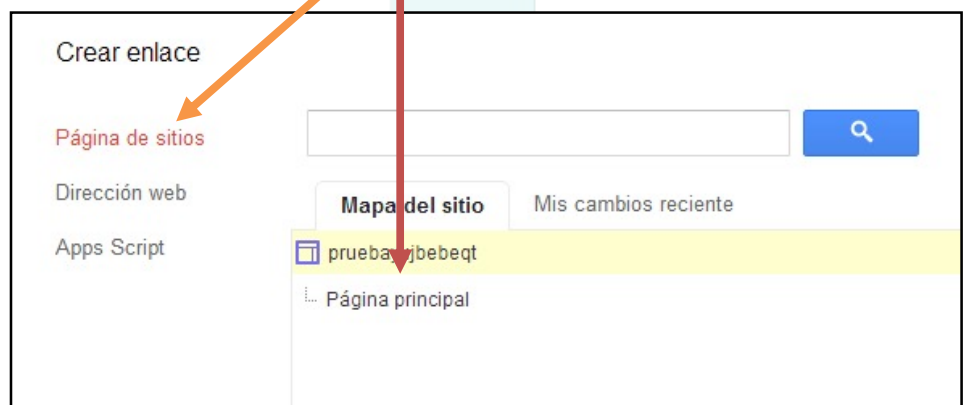 Crear enlace
Página de sitios
Dirección web
Apps Script
Mapa del sitio
Mis cambios reciente
Página principal